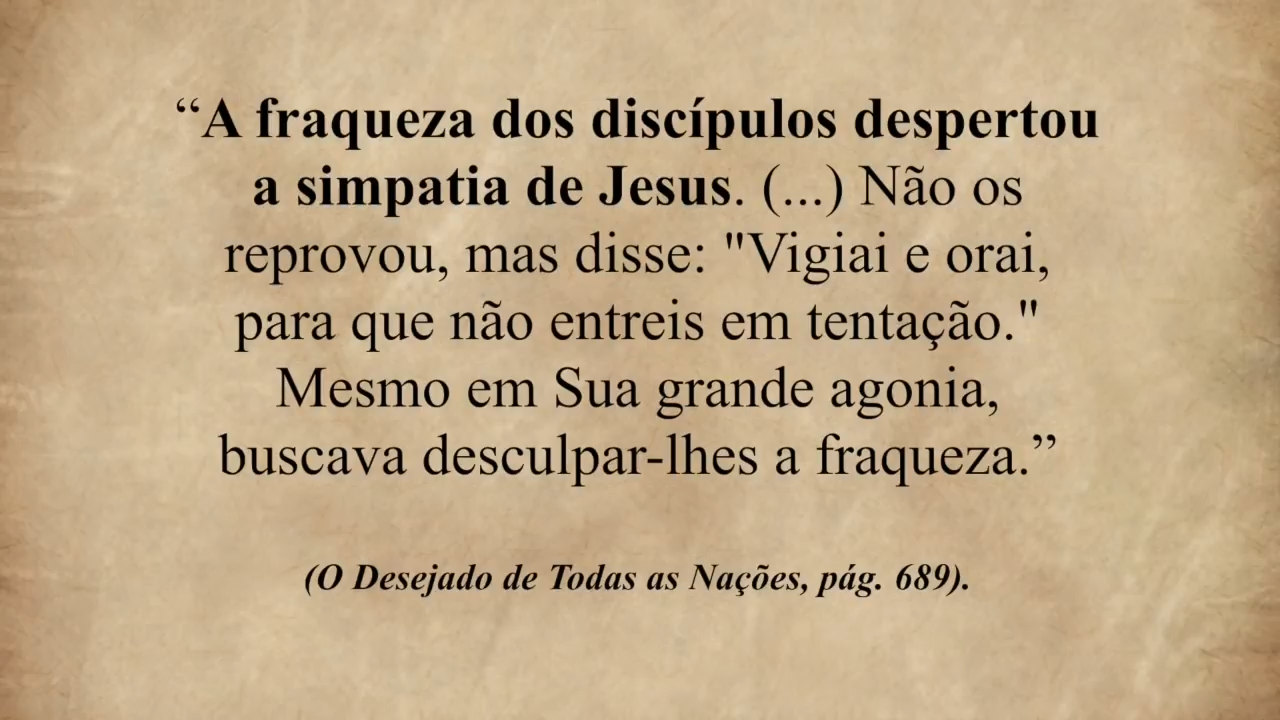 “A fraqueza dos discípulos despertou
a simpatia de Jesus. (...) Não os
reprovou, mas disse: "Vigiai e orai,
para que não entreis em tentação."
Mesmo em Sua grande agonia,
buscava desculpar-lhes a fraqueza.”
(O Desejado de Todas as Nações, pág. 689).